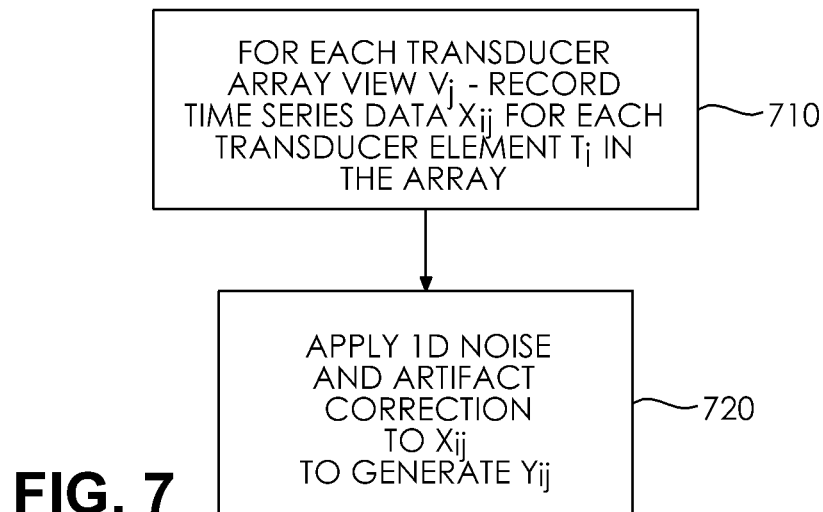 FOR EACH TRANSDUCER
ARRAY VIEW Vj - RECORD
TIME SERIES DATA Xij FOR EACH
TRANSDUCER ELEMENT Ti IN
THE ARRAY
710
APPLY 1D NOISE
AND ARTIFACT
CORRECTION
TO Xij
TO GENERATE Yij
720
FIG. 7